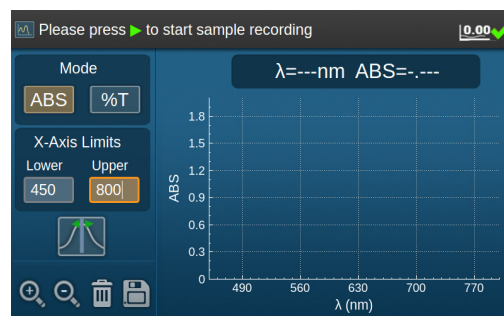 Please press ▶ to start sample recording
0.00
Mode
ABS %T
X-Axis Limits
Lower Upper
450 800
λ=---nm ABS=-.---
ABS
1.8
1.5
1.2
0.9
0.6
0.3
0
490 560 630 700 770
λ (nm)